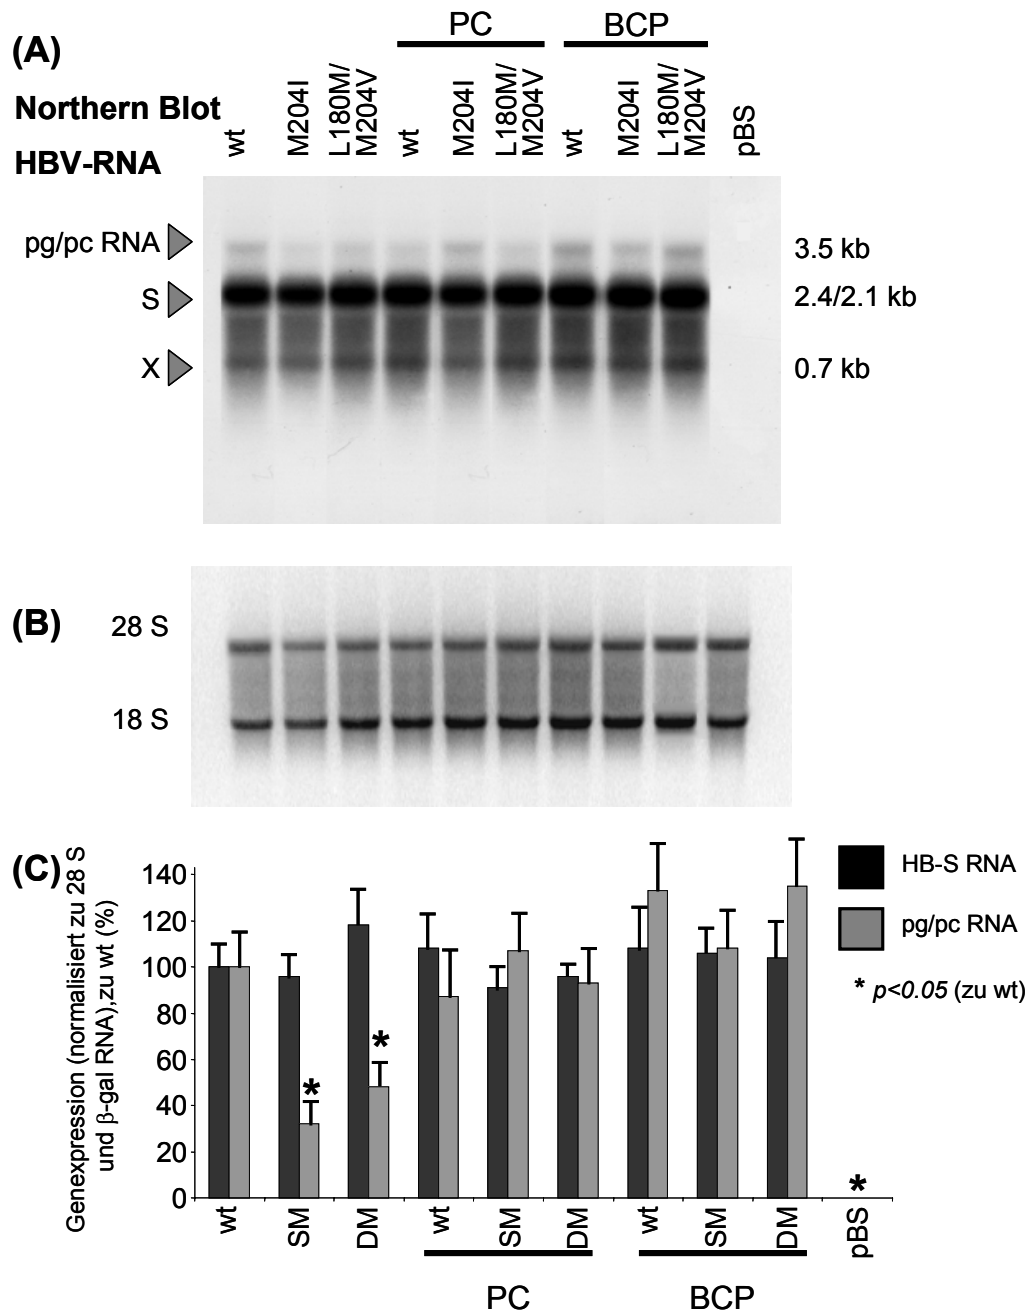 PC BCP
(A)
Northern Blot
HBV-RNA
wt
M204I
L180M/
M204V
wt
M204I
L180M/
M204V
wt
M204I
L180M/
M204V
pBS
pg/pc RNA
S
X
3.5 kb
2.4/2.1 kb
0.7 kb
(B)
28 S
18 S
(C)
Genexpression (normalisiert zu 28 S
und β-gal RNA),zu wt (%)
140
120
100
80
60
40
20
0
*
*
*
HB-S RNA
pg/pc RNA
* p<0.05 (zu wt)
wt
SM
DM
wt
SM
DM
wt
SM
DM
pBS
PC BCP